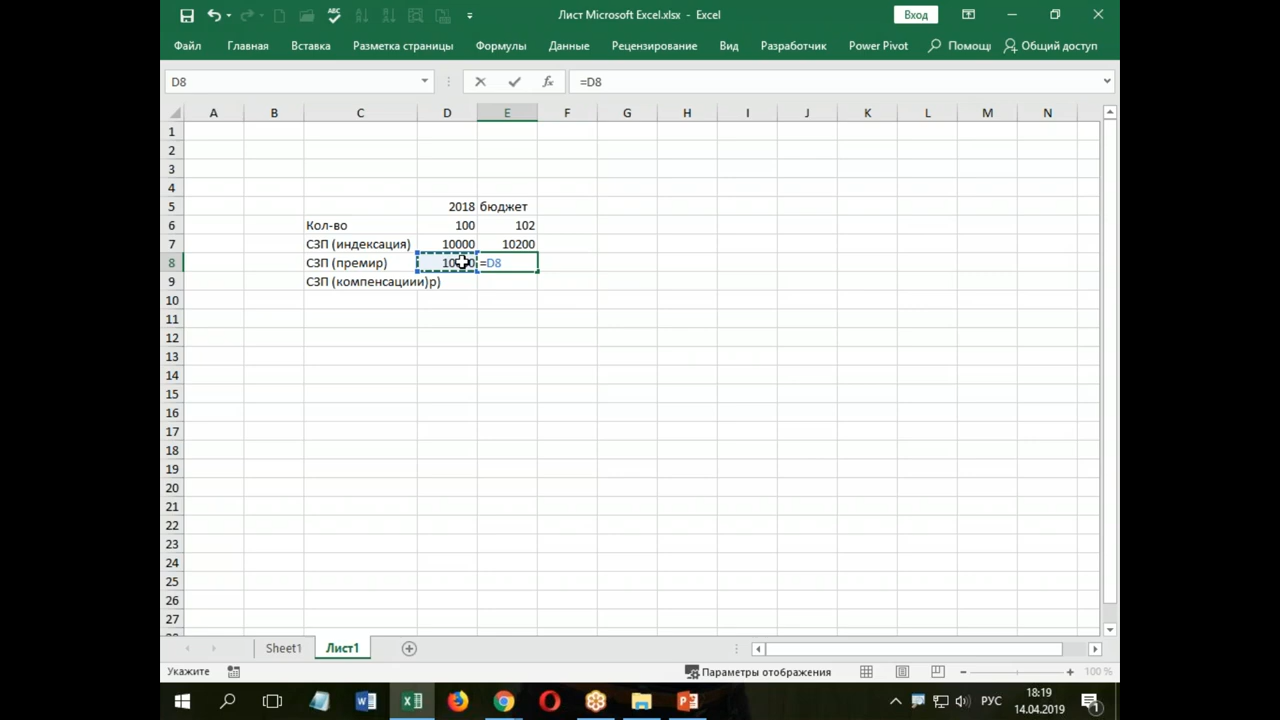 Лист Microsoft Excel.xlsx - Excel
Вход
Файл Главная Вставка Разметка страницы Формулы Данные Рецензирование Вид Разработчик Power Pivot Помощи Общий доступ
D8 fx =D8
A B C D E F G H I J K L M N
1
2
3
4
5 2018 бюджет
6 Кол-во 100 102
7 СЗП (индексация) 10000 10200
8 СЗП (премир) =D8
9 СЗП (компенсациии)р)
10
11
12
13
14
15
16
17
18
19
20
21
22
23
24
25
26
27
Sheet1 Лист1
Укажите Параметры отображения 100 %
РУС 18:19
14.04.2019